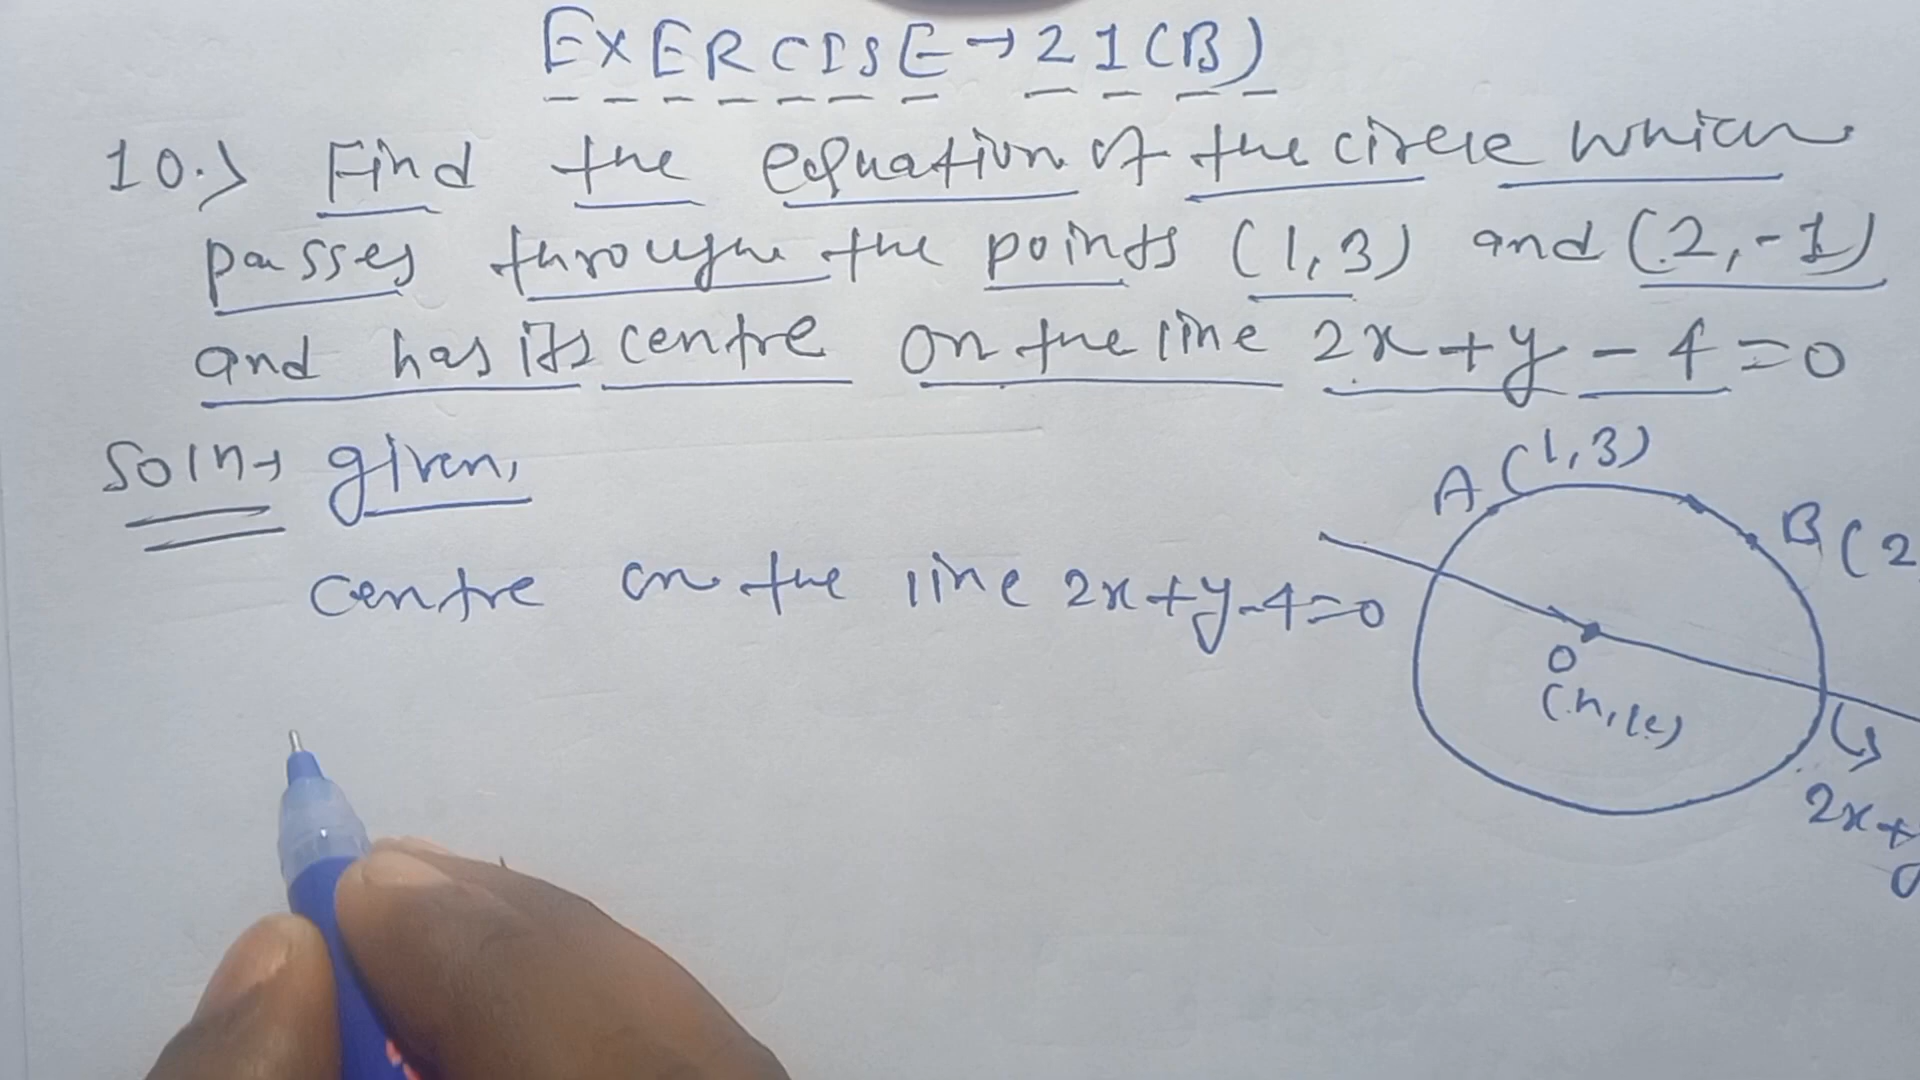 EXERCISE → 21(B)
10.) Find the equation of the circle which
passes through the points (1,3) and (2,-1)
and has its centre on the line 2x+y-4=0
Soln→ given,
centre on the line 2x+y-4=0
A (1,3)
B (2
O
(h,k)
2x+y